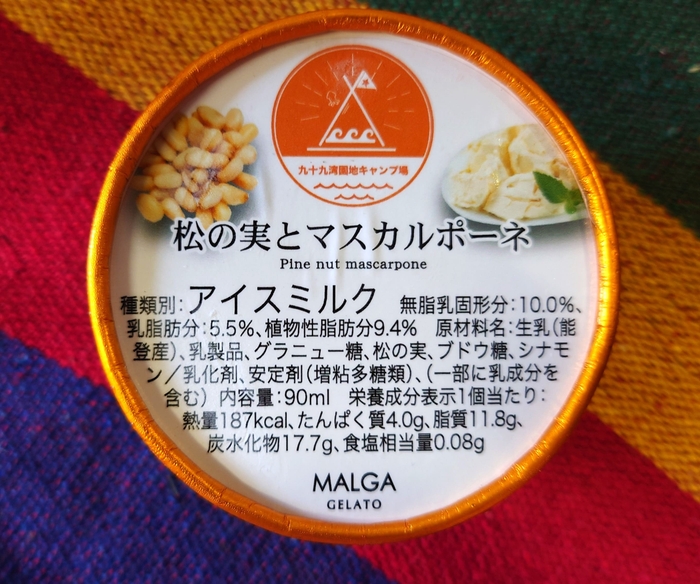 九十九湾園地キャンプ場
松の実とマスカルポーネ
Pine nut mascarpone
種類別：アイスミルク　無脂乳固形分：10.0%、
乳脂肪分：5.5%、植物性脂肪分9.4%　原材料名：生乳（能
登産）、乳製品、グラニュー糖、松の実、ブドウ糖、シナモ
ン／乳化剤、安定剤（増粘多糖類）、（一部に乳成分を
含む）内容量：90ml　栄養成分表示1個当たり：
熱量187kcal、たんぱく質4.0g、脂質11.8g、
炭水化物17.7g、食塩相当量0.08g
MALGA
GELATO